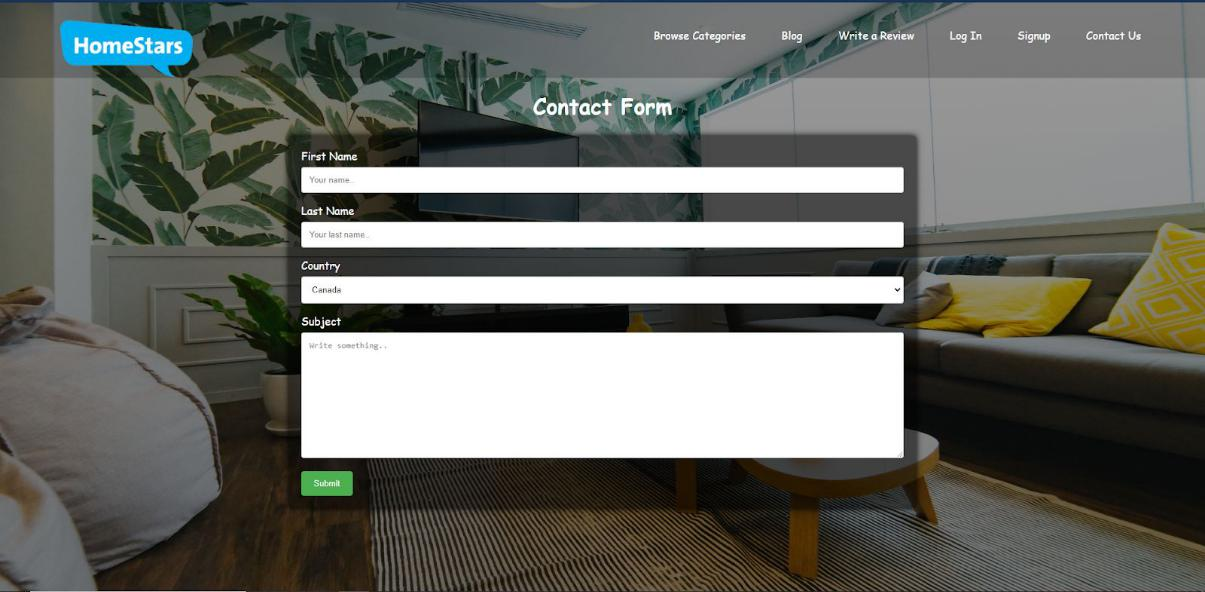 HomeStars
Browse Categories Blog Write a Review Log In Signup Contact Us
Contact Form
First Name
Your name..
Last Name
Your last name..
Country
Canada
Subject
Write something..
Submit